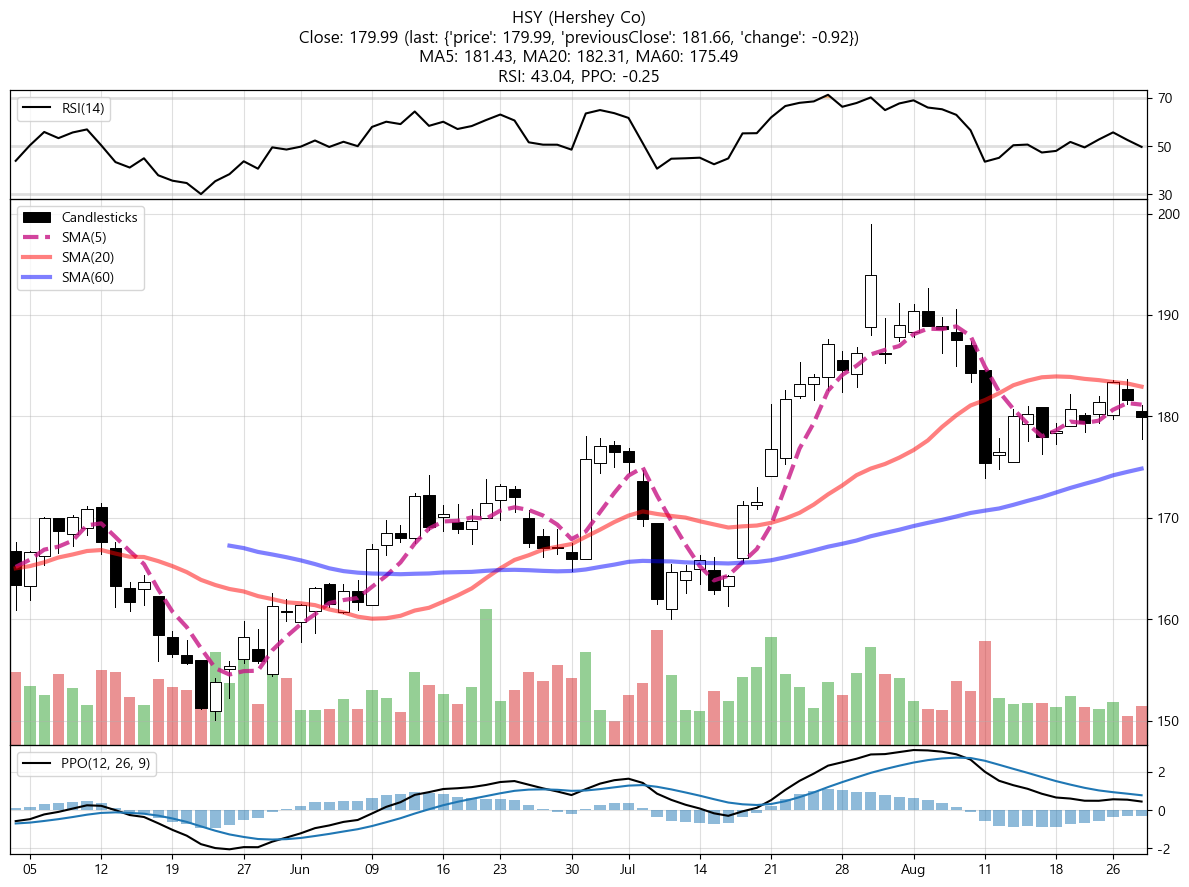 HSY (Hershey Co)
Close: 179.99 (last: {'price': 179.99, 'previousClose': 181.66, 'change': -0.92})
MA5: 181.43, MA20: 182.31, MA60: 175.49
RSI: 43.04, PPO: -0.25
RSI(14)
70
50
30
Candlesticks
SMA(5)
SMA(20)
SMA(60)
200
190
180
170
160
150
PPO(12, 26, 9)
2
0
-2
05 12 19 27 Jun 09 16 23 30 Jul 14 21 28 Aug 11 18 26